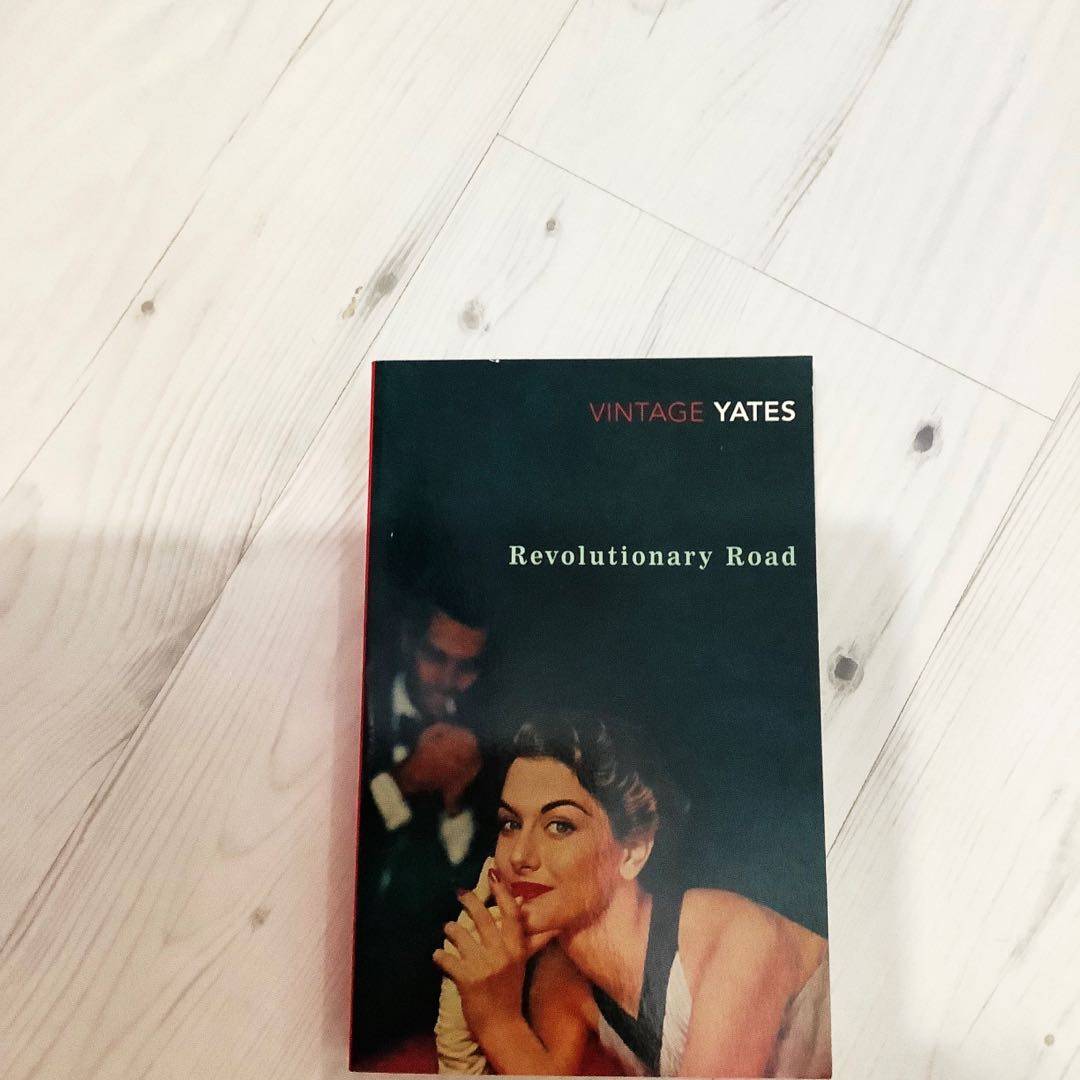 VINTAGE YATES
Revolutionary Road